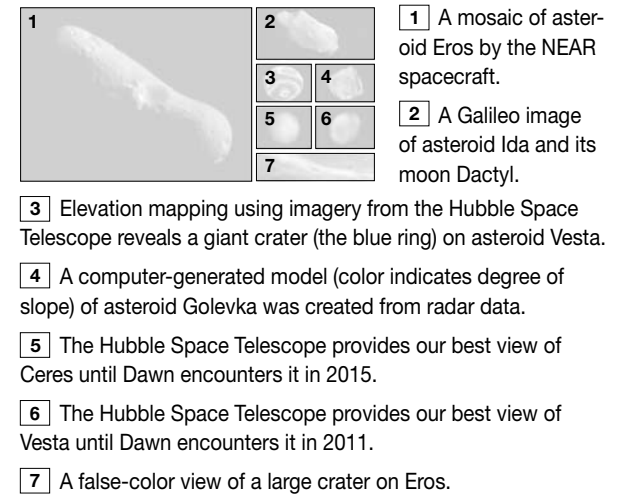 1
2
3 4
5 6
7
1 A mosaic of aster-
oid Eros by the NEAR
spacecraft.
2 A Galileo image
of asteroid Ida and its
moon Dactyl.
3 Elevation mapping using imagery from the Hubble Space
Telescope reveals a giant crater (the blue ring) on asteroid Vesta.
4 A computer-generated model (color indicates degree of
slope) of asteroid Golevka was created from radar data.
5 The Hubble Space Telescope provides our best view of
Ceres until Dawn encounters it in 2015.
6 The Hubble Space Telescope provides our best view of
Vesta until Dawn encounters it in 2011.
7 A false-color view of a large crater on Eros.